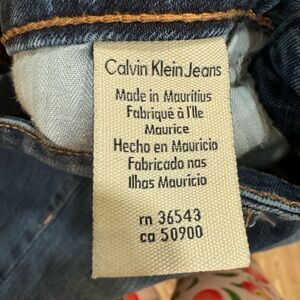 Calvin Klein Jeans
Made in Mauritius
Fabriqué à l'Ile
Maurice
Hecho en Mauricio
Fabricado nas
Ilhas Mauricio
rn 36543
ca 50900